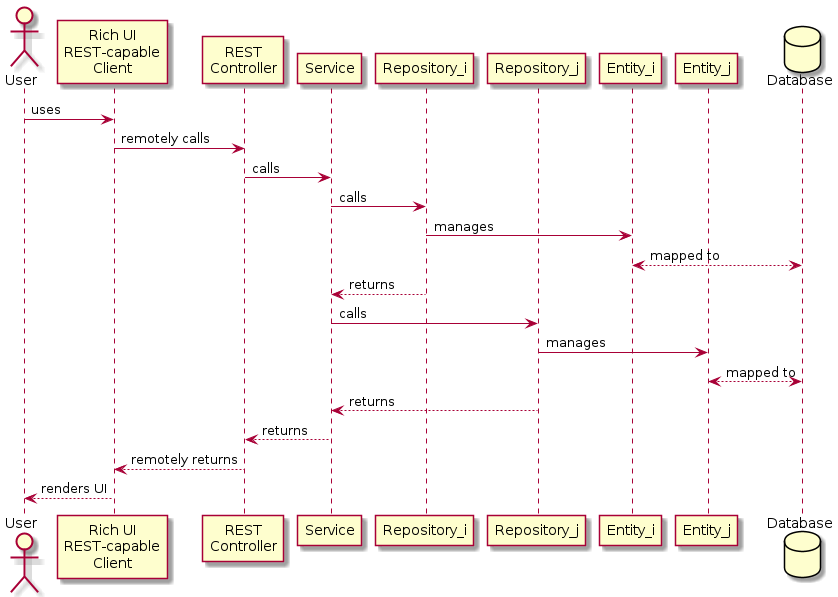 User
Rich UI
REST-capable
Client
REST
Controller
Service
Repository_i
Repository_j
Entity_i
Entity_j
Database
uses
remotely calls
calls
calls
manages
mapped to
returns
calls
manages
mapped to
returns
returns
remotely returns
renders UI
User
Rich UI
REST-capable
Client
REST
Controller
Service
Repository_i
Repository_j
Entity_i
Entity_j
Database